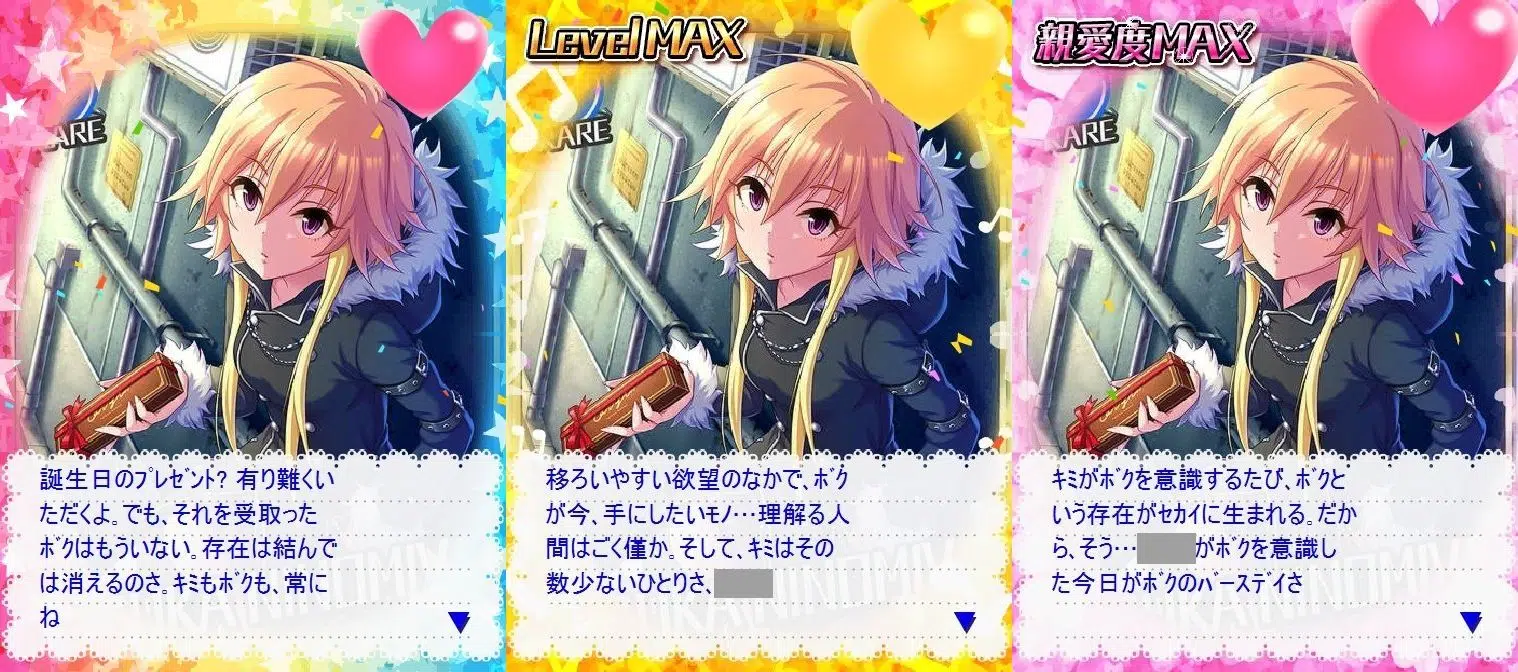 KARE
誕生日のﾌﾟﾚｾﾞﾝﾄ? 有り難くい
ただくよ｡でも､それを受取った
ﾎﾞｸはもういない｡存在は結んで
は消えるのさ｡ｷﾐもﾎﾞｸも､常に
ね
▼
Level MAX
KARE
移ろいやすい欲望のなかで､ﾎﾞｸ
が今､手にしたいﾓﾉ…理解る人
間はごく僅か｡そして､ｷﾐはその
数少ないひとりさ､
▼
親愛度MAX
KARE
ｷﾐがﾎﾞｸを意識するたび､ﾎﾞｸと
いう存在がｾｶｲに生まれる｡だか
ら､そう…がﾎﾞｸを意識し
た今日がﾎﾞｸのﾊﾞｰｽﾃﾞｲさ
▼